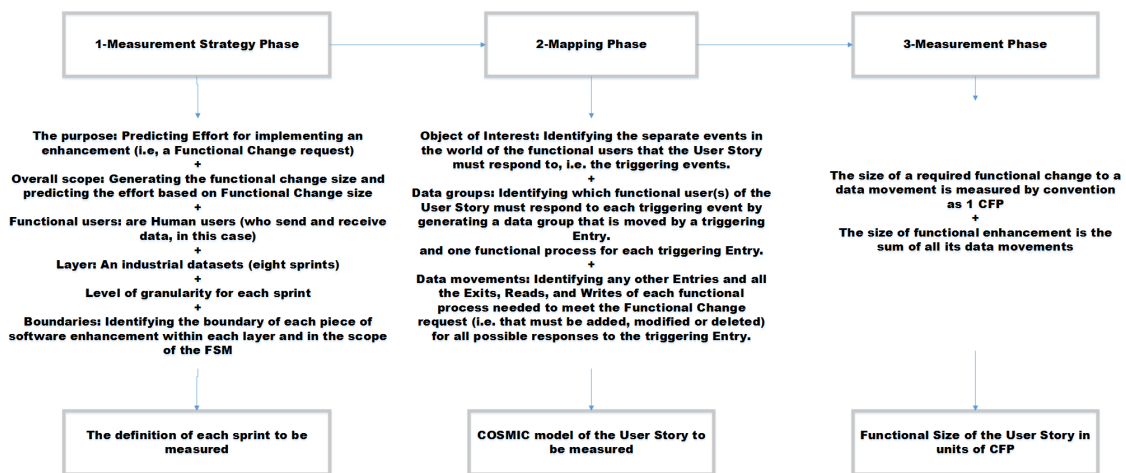 1-Measurement Strategy Phase
2-Mapping Phase
3-Measurement Phase
The purpose: Predicting Effort for implementing an
enhancement (i.e, a Functional Change request)
+
Overall scope: Generating the functional change size and
predicting the effort based on Functional Change size
+
Functional users: are Human users (who send and receive
data, in this case)
+
Layer: An industrial datasets (eight sprints)
+
Level of granularity for each sprint
+
Boundaries: Identifying the boundary of each piece of
software enhancement within each layer and in the scope
of the FSM
Object of Interest: Identifying the separate events in
the world of the functional users that the User Story
must respond to, i.e. the triggering events.
+
Data groups: Identifying which functional user(s) of the
User Story must respond to each triggering event by
generating a data group that is moved by a triggering
Entry.
and one functional process for each triggering Entry.
+
Data movements: Identifying any other Entries and all
the Exits, Reads, and Writes of each functional
process needed to meet the Functional Change
request (i.e. that must be added, modified or deleted)
for all possible responses to the triggering Entry.
The size of a required functional change to a
data movement is measured by convention
as 1 CFP
+
The size of functional enhancement is the
sum of all its data movements
The definition of each sprint to be
measured
COSMIC model of the User Story to
be measured
Functional Size of the User Story in
units of CFP